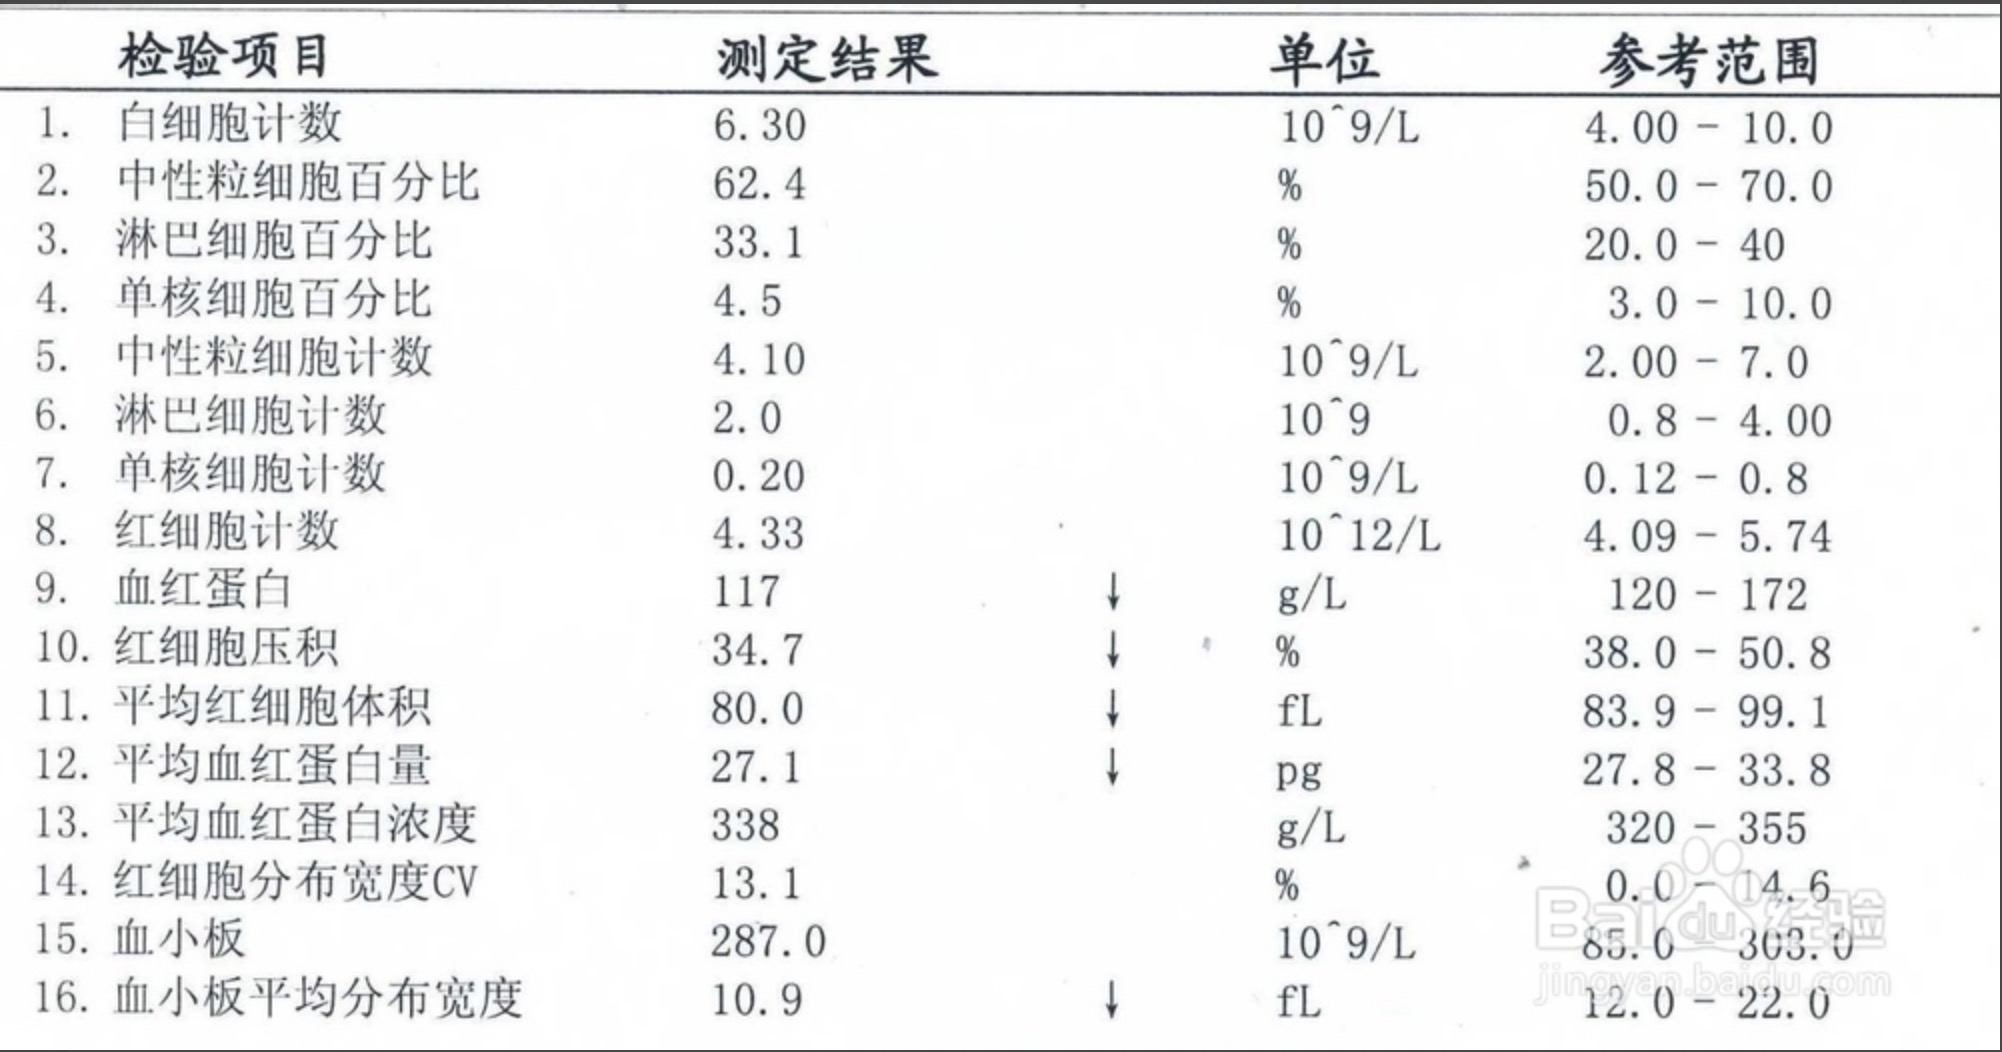 检验项目 测定结果 单位 参考范围
1. 白细胞计数 6.30 10^9/L 4.00 - 10.0
2. 中性粒细胞百分比 62.4 % 50.0 - 70.0
3. 淋巴细胞百分比 33.1 % 20.0 - 40
4. 单核细胞百分比 4.5 % 3.0 - 10.0
5. 中性粒细胞计数 4.10 10^9/L 2.00 - 7.0
6. 淋巴细胞计数 2.0 10^9 0.8 - 4.00
7. 单核细胞计数 0.20 10^9/L 0.12 - 0.8
8. 红细胞计数 4.33 10^12/L 4.09 - 5.74
9. 血红蛋白 117 ↓ g/L 120 - 172
10. 红细胞压积 34.7 ↓ % 38.0 - 50.8
11. 平均红细胞体积 80.0 ↓ fL 83.9 - 99.1
12. 平均血红蛋白量 27.1 ↓ pg 27.8 - 33.8
13. 平均血红蛋白浓度 338 g/L 320 - 355
14. 红细胞分布宽度CV 13.1 % 0.0 - 14.6
15. 血小板 287.0 10^9/L 85.0 - 303.0
16. 血小板平均分布宽度 10.9 ↓ fL 12.0 - 22.0
Baidu 经验
jingyan.baidu.com